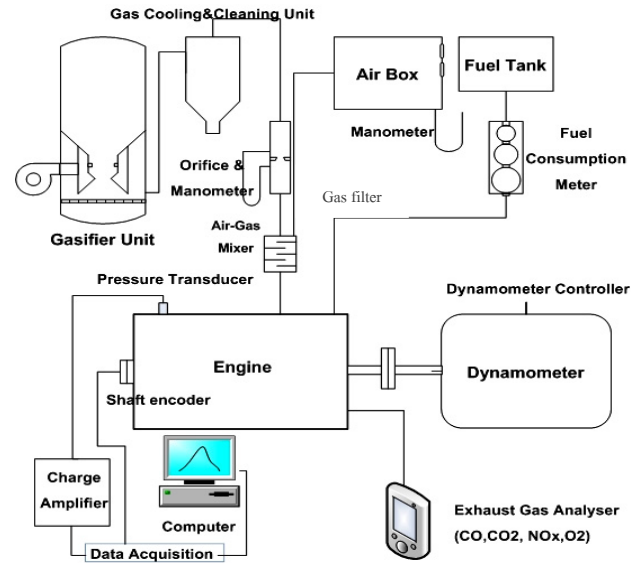 Gas Cooling&Cleaning Unit
Air Box
Fuel Tank
Manometer
Fuel
Consumption
Meter
Orifice &
Manometer
Gas filter
Air-Gas
Mixer
Gasifier Unit
Pressure Transducer
Dynamometer Controller
Engine
Dynamometer
Shaft encoder
Charge
Amplifier
Computer
Data Acquisition
Exhaust Gas Analyser
(CO,CO2, NOx,O2)